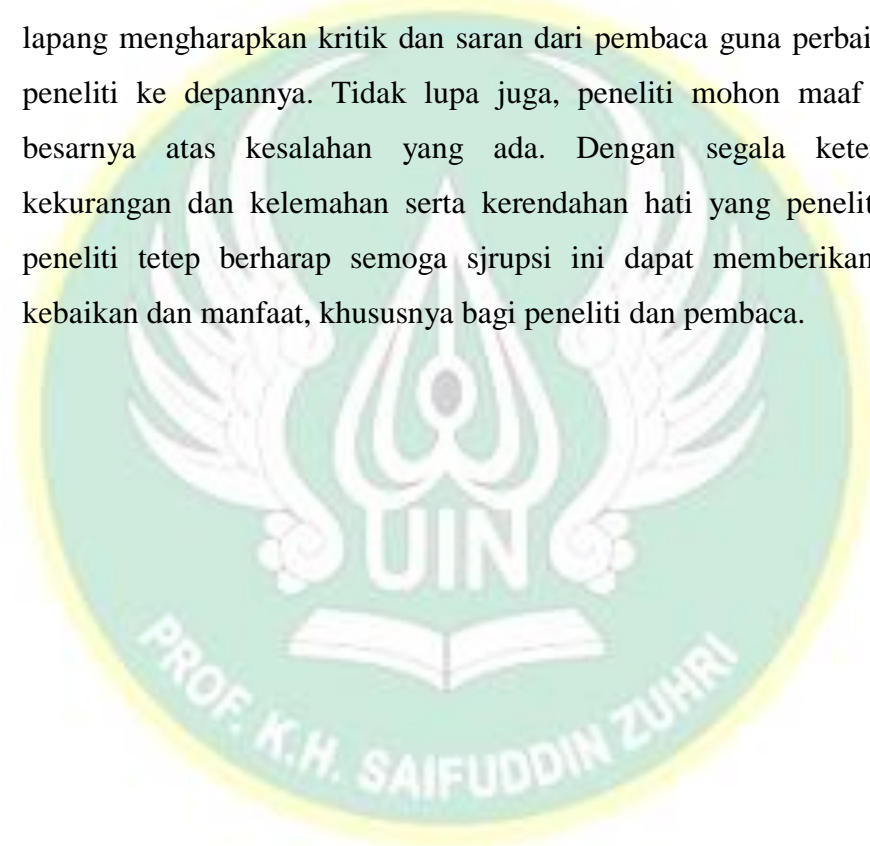 lapang mengharapkan kritik dan saran dari pembaca guna perbai
peneliti ke depannya. Tidak lupa juga, peneliti mohon maaf
besarnya atas kesalahan yang ada. Dengan segala kete
kekurangan dan kelemahan serta kerendahan hati yang penelit
peneliti tetep berharap semoga sjrupsi ini dapat memberikan
kebaikan dan manfaat, khususnya bagi peneliti dan pembaca.
UIN
PROF. K.H. SAIFUDDIN ZUHRI